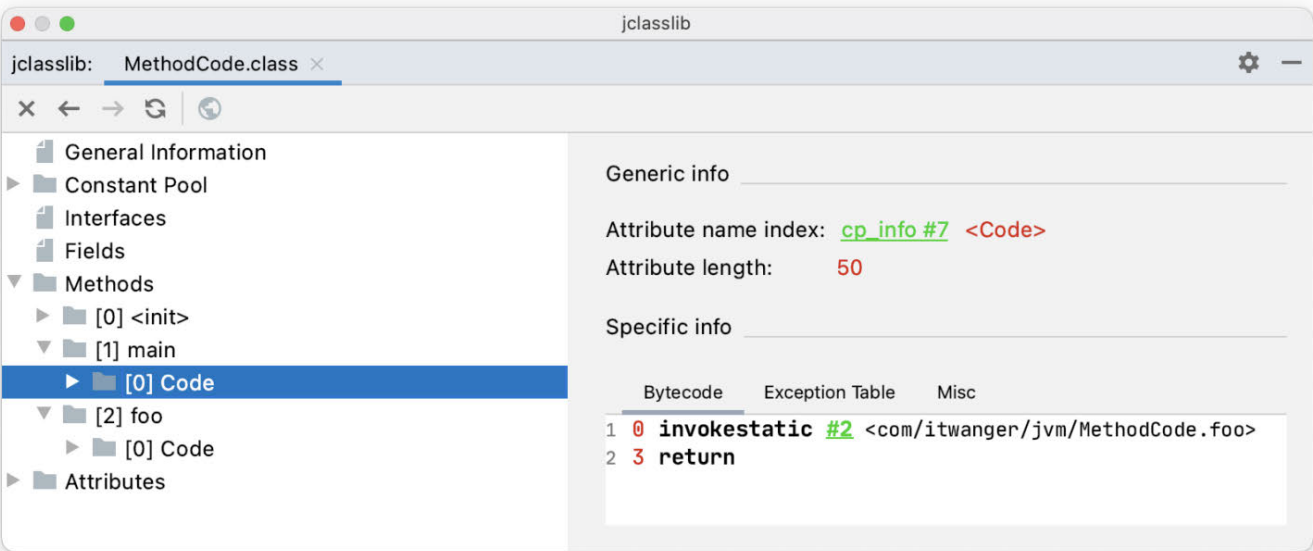 jclasslib
jclasslib: MethodCode.class
General Information
Constant Pool
Interfaces
Fields
Methods
[0] <init>
[1] main
[0] Code
[2] foo
[0] Code
Attributes
Generic info
Attribute name index: cp_info #7 <Code>
Attribute length: 50
Specific info
Bytecode Exception Table Misc
1 0 invokestatic #2 <com/itwanger/jvm/MethodCode.foo>
2 3 return